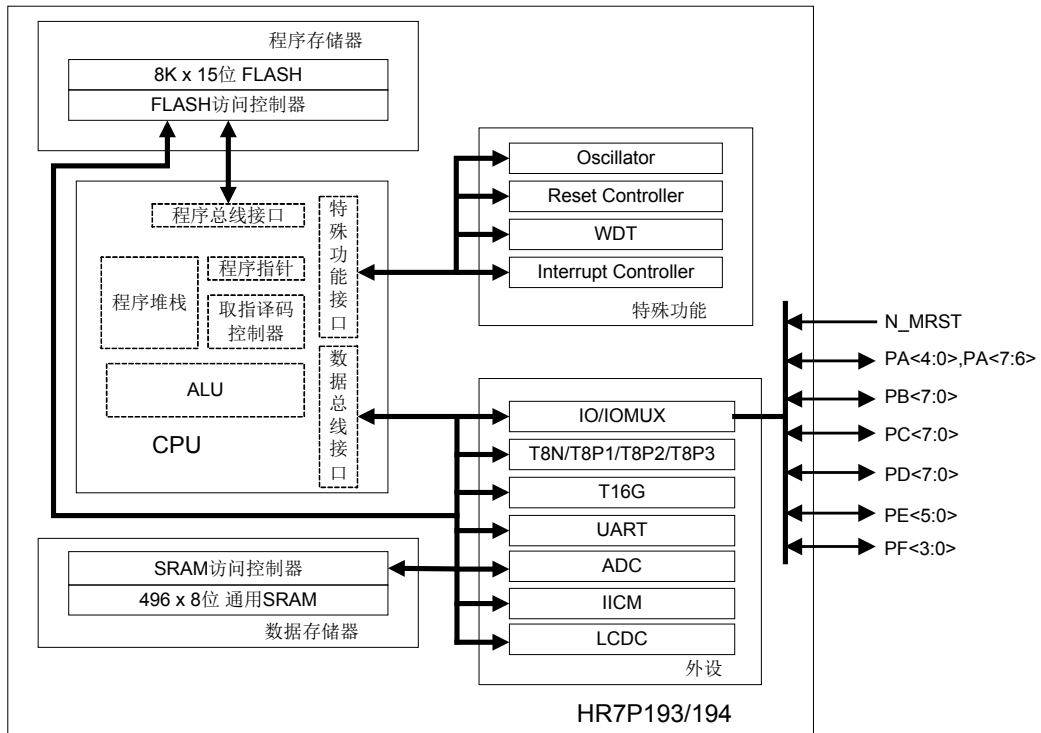 程序存储器
8K x 15位 FLASH
FLASH访问控制器
程序总线接口
特殊功能接口
程序堆栈
程序指针
取指译码
控制器
ALU
数据总线接口
CPU
SRAM访问控制器
496 x 8位 通用SRAM
数据存储器
Oscillator
Reset Controller
WDT
Interrupt Controller
特殊功能
IO/IOMUX
T8N/T8P1/T8P2/T8P3
T16G
UART
ADC
IICM
LCDC
外设
N_MRST
PA<4:0>,PA<7:6>
PB<7:0>
PC<7:0>
PD<7:0>
PE<5:0>
PF<3:0>
HR7P193/194